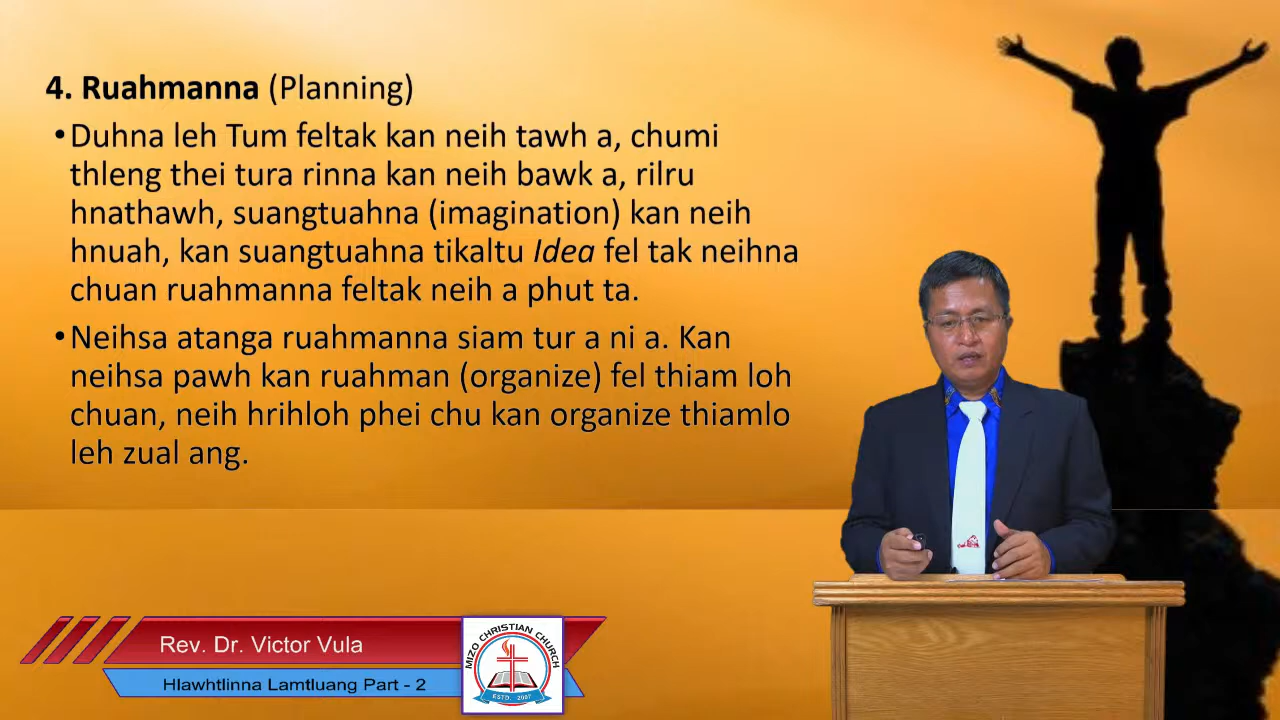 4. Ruahmanna (Planning)
•Duhna leh Tum feltak kan neih tawh a, chumi
thleng thei tura rinna kan neih bawk a, rilru
hnathawh, suangtuahna (imagination) kan neih
hnuah, kan suangtuahna tikaltu Idea fel tak neihna
chuan ruahmanna feltak neih a phut ta.
•Neihsa atanga ruahmanna siam tur a ni a. Kan
neihsa pawh kan ruahman (organize) fel thiam loh
chuan, neih hrihloh phei chu kan organize thiamlo
leh zual ang.
Rev. Dr. Victor Vula
Hlawhtlinna Lamtluang Part - 2
MIZO CHRISTIAN CHURCH
ESTD. -2007